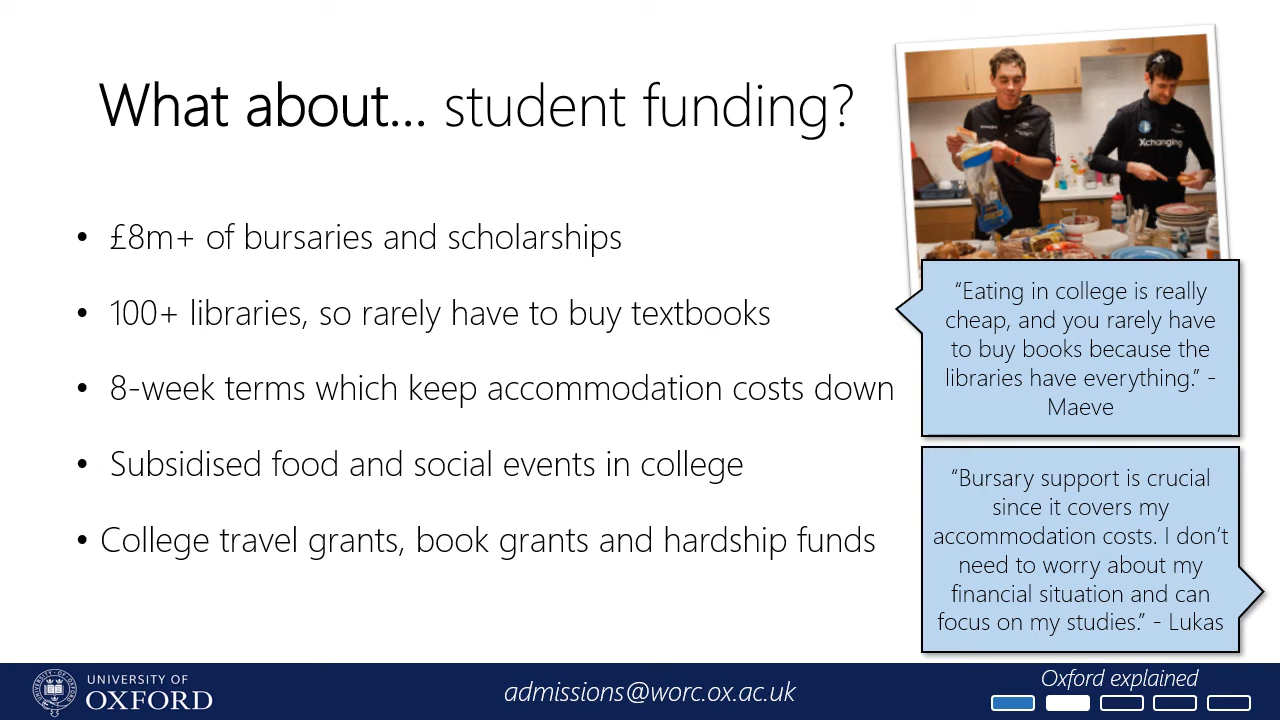 What about... student funding?
• £8m+ of bursaries and scholarships
• 100+ libraries, so rarely have to buy textbooks
• 8-week terms which keep accommodation costs down
• Subsidised food and social events in college
• College travel grants, book grants and hardship funds
Xchanging
“Eating in college is really
cheap, and you rarely have
to buy books because the
libraries have everything.” -
Maeve
“Bursary support is crucial
since it covers my
accommodation costs. I don’t
need to worry about my
financial situation and can
focus on my studies.” - Lukas
UNIVERSITY OF
OXFORD
admissions@worc.ox.ac.uk
Oxford explained